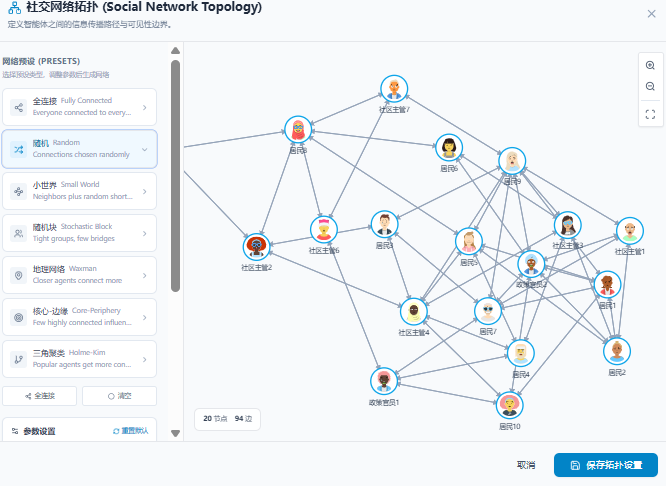 社交网络拓扑 (Social Network Topology)
定义智能体之间的信息传播路径与可见性边界。
网络预设 (PRESETS)
选择预设类型，调整参数后生成网络
全连接 Fully Connected
Everyone connected to every...
随机 Random
Connections chosen randomly
小世界 Small World
Neighbors plus random short...
随机块 Stochastic Block
Tight groups, few bridges
地理网络 Waxman
Closer agents connect more
核心-边缘 Core-Periphery
Few highly connected influen...
三角聚类 Holme-Kim
Popular agents get more con...
全连接
清空
参数设置
重置默认
社区主管7
居民8
居民6
居民9
社区主管6
居民3
社区主管2
居民5
社区主管3
社区主管1
政策官员2
居民1
社区主管4
居民7
居民4
居民2
政策官员1
居民10
20 节点 94 边
取消
保存拓扑设置